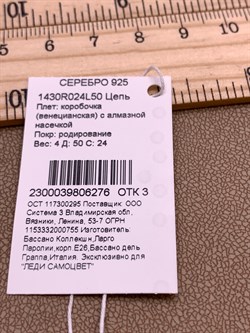 СЕРЕБРО 925
1430R024L50 Цепь
Плет: коробочка
(венецианская) с алмазной
насечкой
Покр: родирование
Вес: 4 Д: 50 С: 24
2300039806276 ОТК 3
ОСТ 117300295 Поставщик: ООО
Система 3 Владимирская обл.,
Вязники, Ленина, 53-7 ОГРН
1153332000755 Изготовитель:
Бассано Коллекшн,Ларго
Паролии,корп.Е26,Бассано дель
Граппа,Италия. Эксклюзивно для
"ЛЕДИ САМОЦВЕТ"